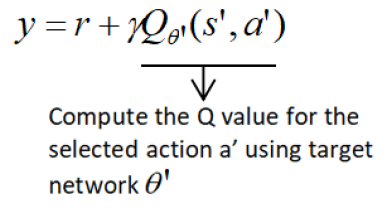 y = r + γQ_θ'(s', a')
Compute the Q value for the
selected action a' using target
network θ'